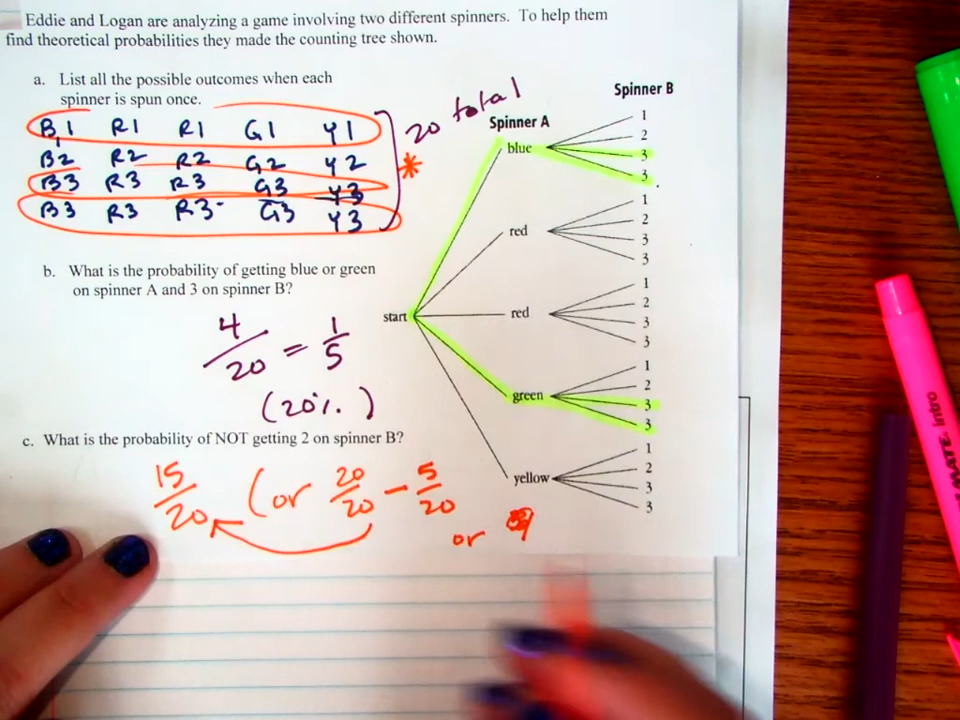 Eddie and Logan are analyzing a game involving two different spinners. To help them
find theoretical probabilities they made the counting tree shown.
a. List all the possible outcomes when each
spinner is spun once.
B1 R1 R1 G1 Y1
B2 R2 R2 G2 Y2
B3 R3 R3 G3 Y3
B3 R3 R3 G3 Y3
20 total
*
b. What is the probability of getting blue or green
on spinner A and 3 on spinner B?
4/20 = 1/5
(20%)
c. What is the probability of NOT getting 2 on spinner B?
15/20 (or 20/20 - 5/20
or
Spinner A
Spinner B
start
blue
1
2
3
3
red
1
2
3
3
red
1
2
3
3
green
1
2
3
3
yellow
1
2
3
3
intro